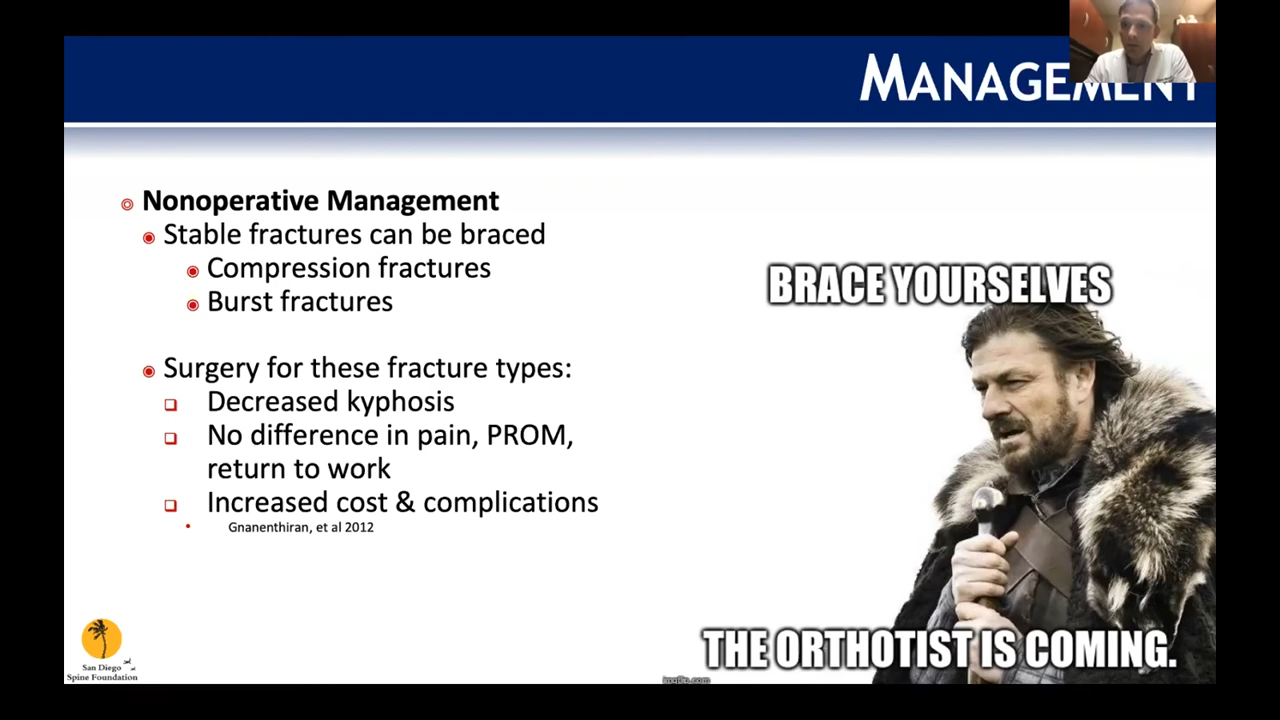 MANAGEMENT
Nonoperative Management
Stable fractures can be braced
Compression fractures
Burst fractures
Surgery for these fracture types:
Decreased kyphosis
No difference in pain, PROM,
return to work
Increased cost & complications
Gnanenthiran, et al 2012
BRACE YOURSELVES
THE ORTHOTIST IS COMING.
imgflip.com
San Diego
Spine Foundation